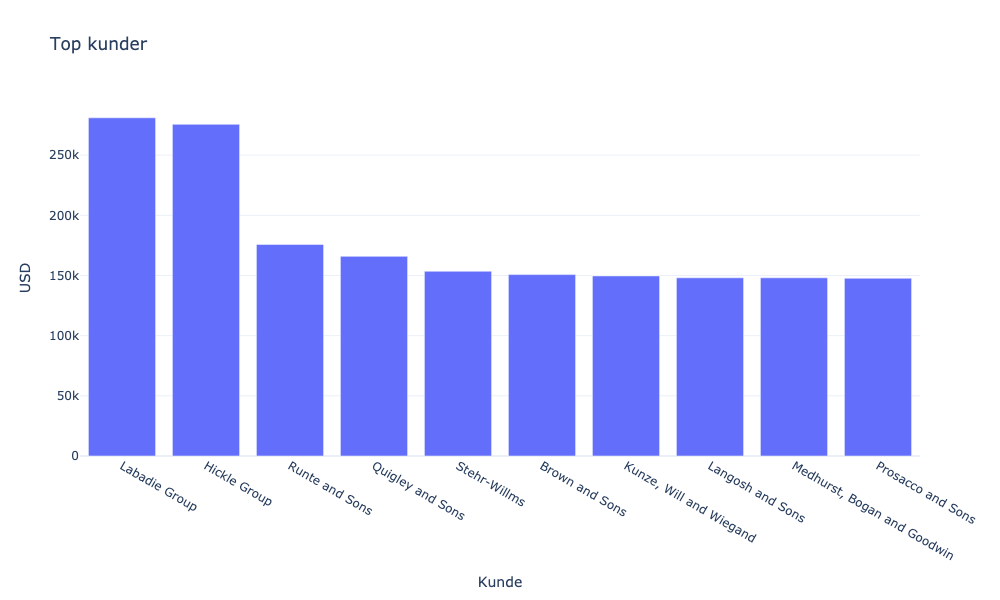 Top kunder
250k
200k
150k
100k
50k
0
USD
Labadie Group
Hickle Group
Runte and Sons
Quigley and Sons
Stehr-Willms
Brown and Sons
Kunze, Will and Wiegand
Langosh and Sons
Medhurst, Bogan and Goodwin
Prosacco and Sons
Kunde